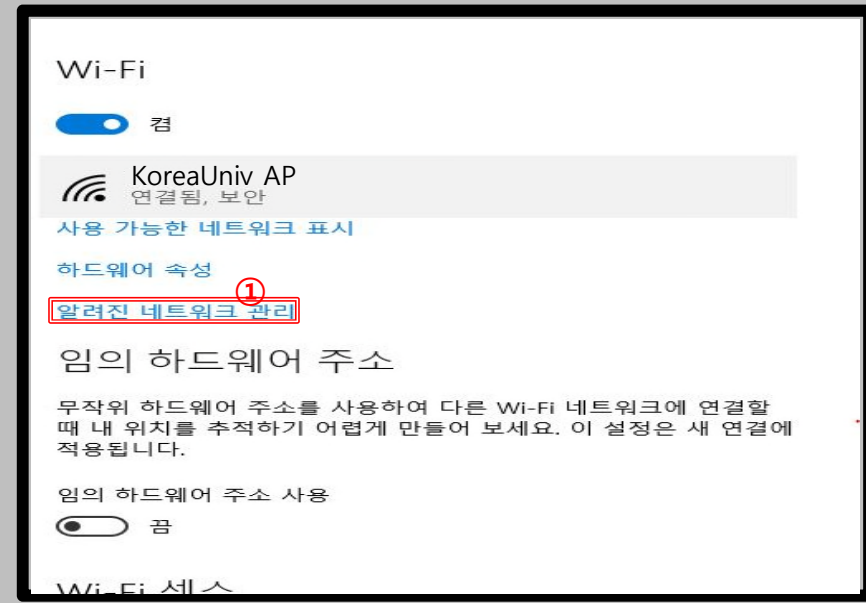 Wi-Fi
켬
KoreaUniv AP
연결됨, 보안
사용 가능한 네트워크 표시
하드웨어 속성
①
알려진 네트워크 관리
임의 하드웨어 주소
무작위 하드웨어 주소를 사용하여 다른 Wi-Fi 네트워크에 연결할
때 내 위치를 추적하기 어렵게 만들어 보세요. 이 설정은 새 연결에
적용됩니다.
임의 하드웨어 주소 사용
끔
Wi-Fi 센스